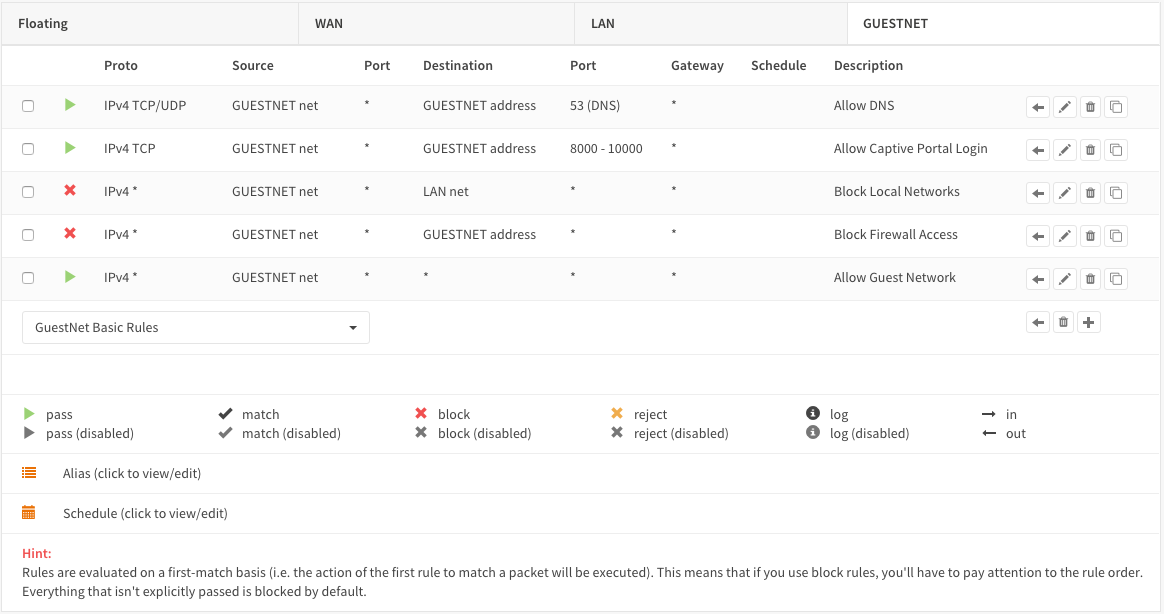 Floating WAN LAN GUESTNET
Proto Source Port Destination Port Gateway Schedule Description
IPv4 TCP/UDP GUESTNET net * GUESTNET address 53 (DNS) * Allow DNS
IPv4 TCP GUESTNET net * GUESTNET address 8000 - 10000 * Allow Captive Portal Login
IPv4 * GUESTNET net * LAN net * * Block Local Networks
IPv4 * GUESTNET net * GUESTNET address * * Block Firewall Access
IPv4 * GUESTNET net * * * * Allow Guest Network
GuestNet Basic Rules
pass match block reject log in
pass (disabled) match (disabled) block (disabled) reject (disabled) log (disabled) out
Alias (click to view/edit)
Schedule (click to view/edit)
Hint:
Rules are evaluated on a first-match basis (i.e. the action of the first rule to match a packet will be executed). This means that if you use block rules, you'll have to pay attention to the rule order.
Everything that isn't explicitly passed is blocked by default.